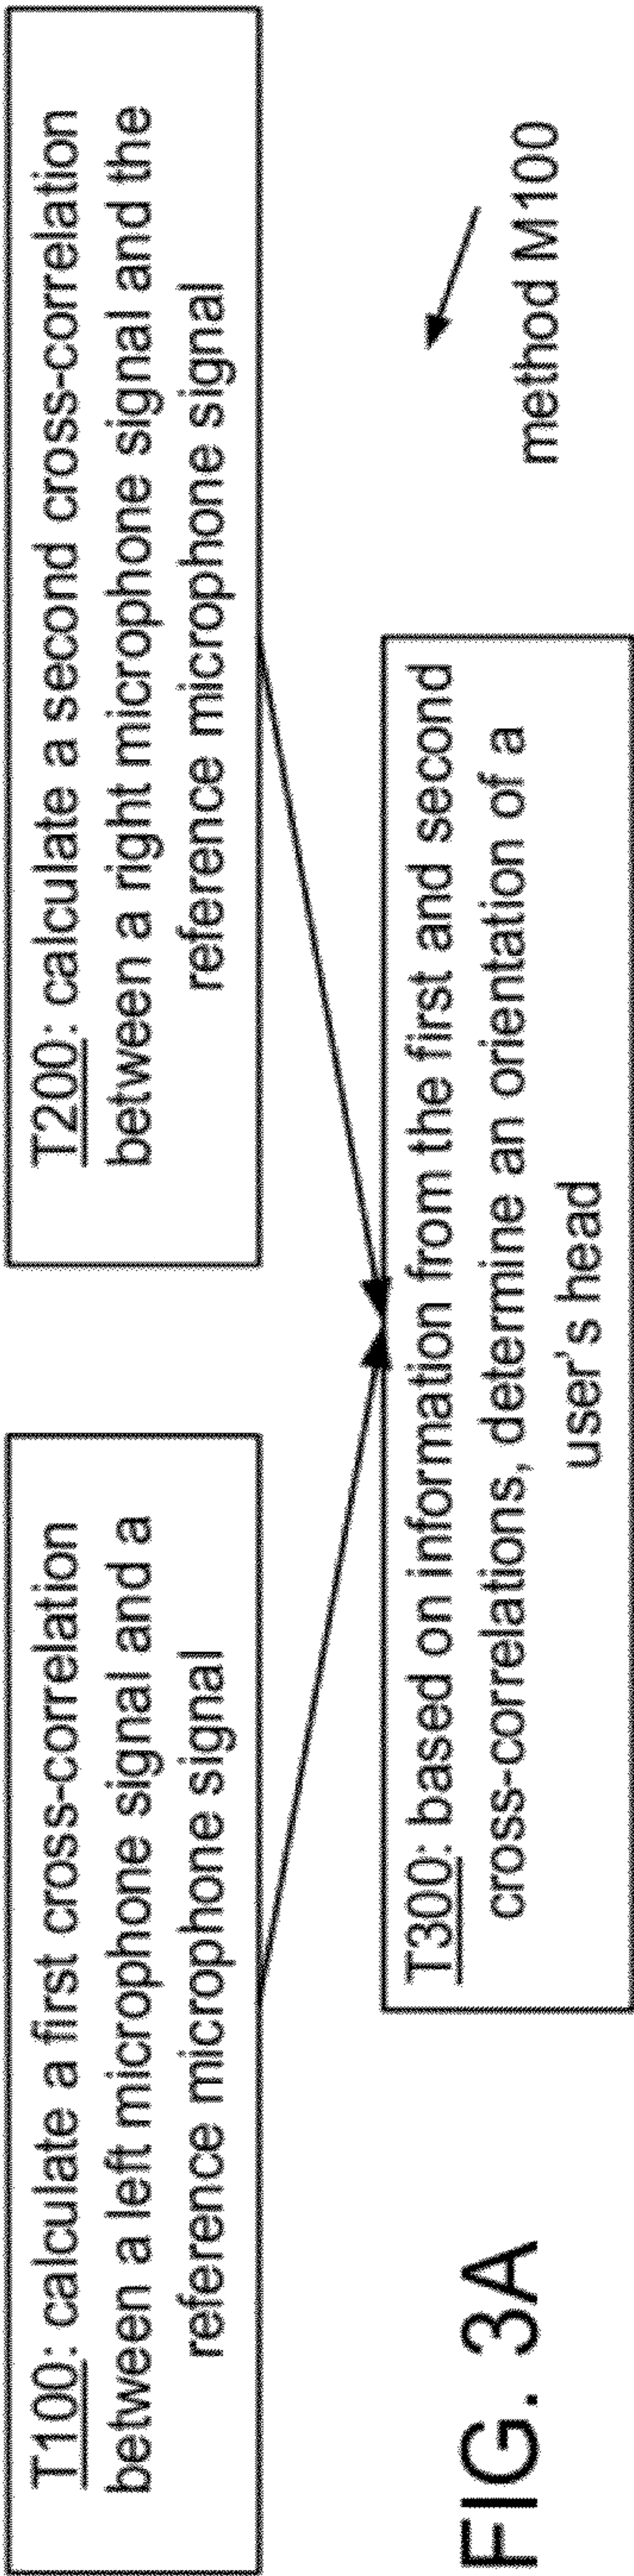 T100: calculate a first cross-correlation
between a left microphone signal and a
reference microphone signal
T200: calculate a second cross-correlation
between a right microphone signal and the
reference microphone signal
T300: based on information from the first and second
cross-correlations, determine an orientation of a
user's head
method M100
FIG. 3A